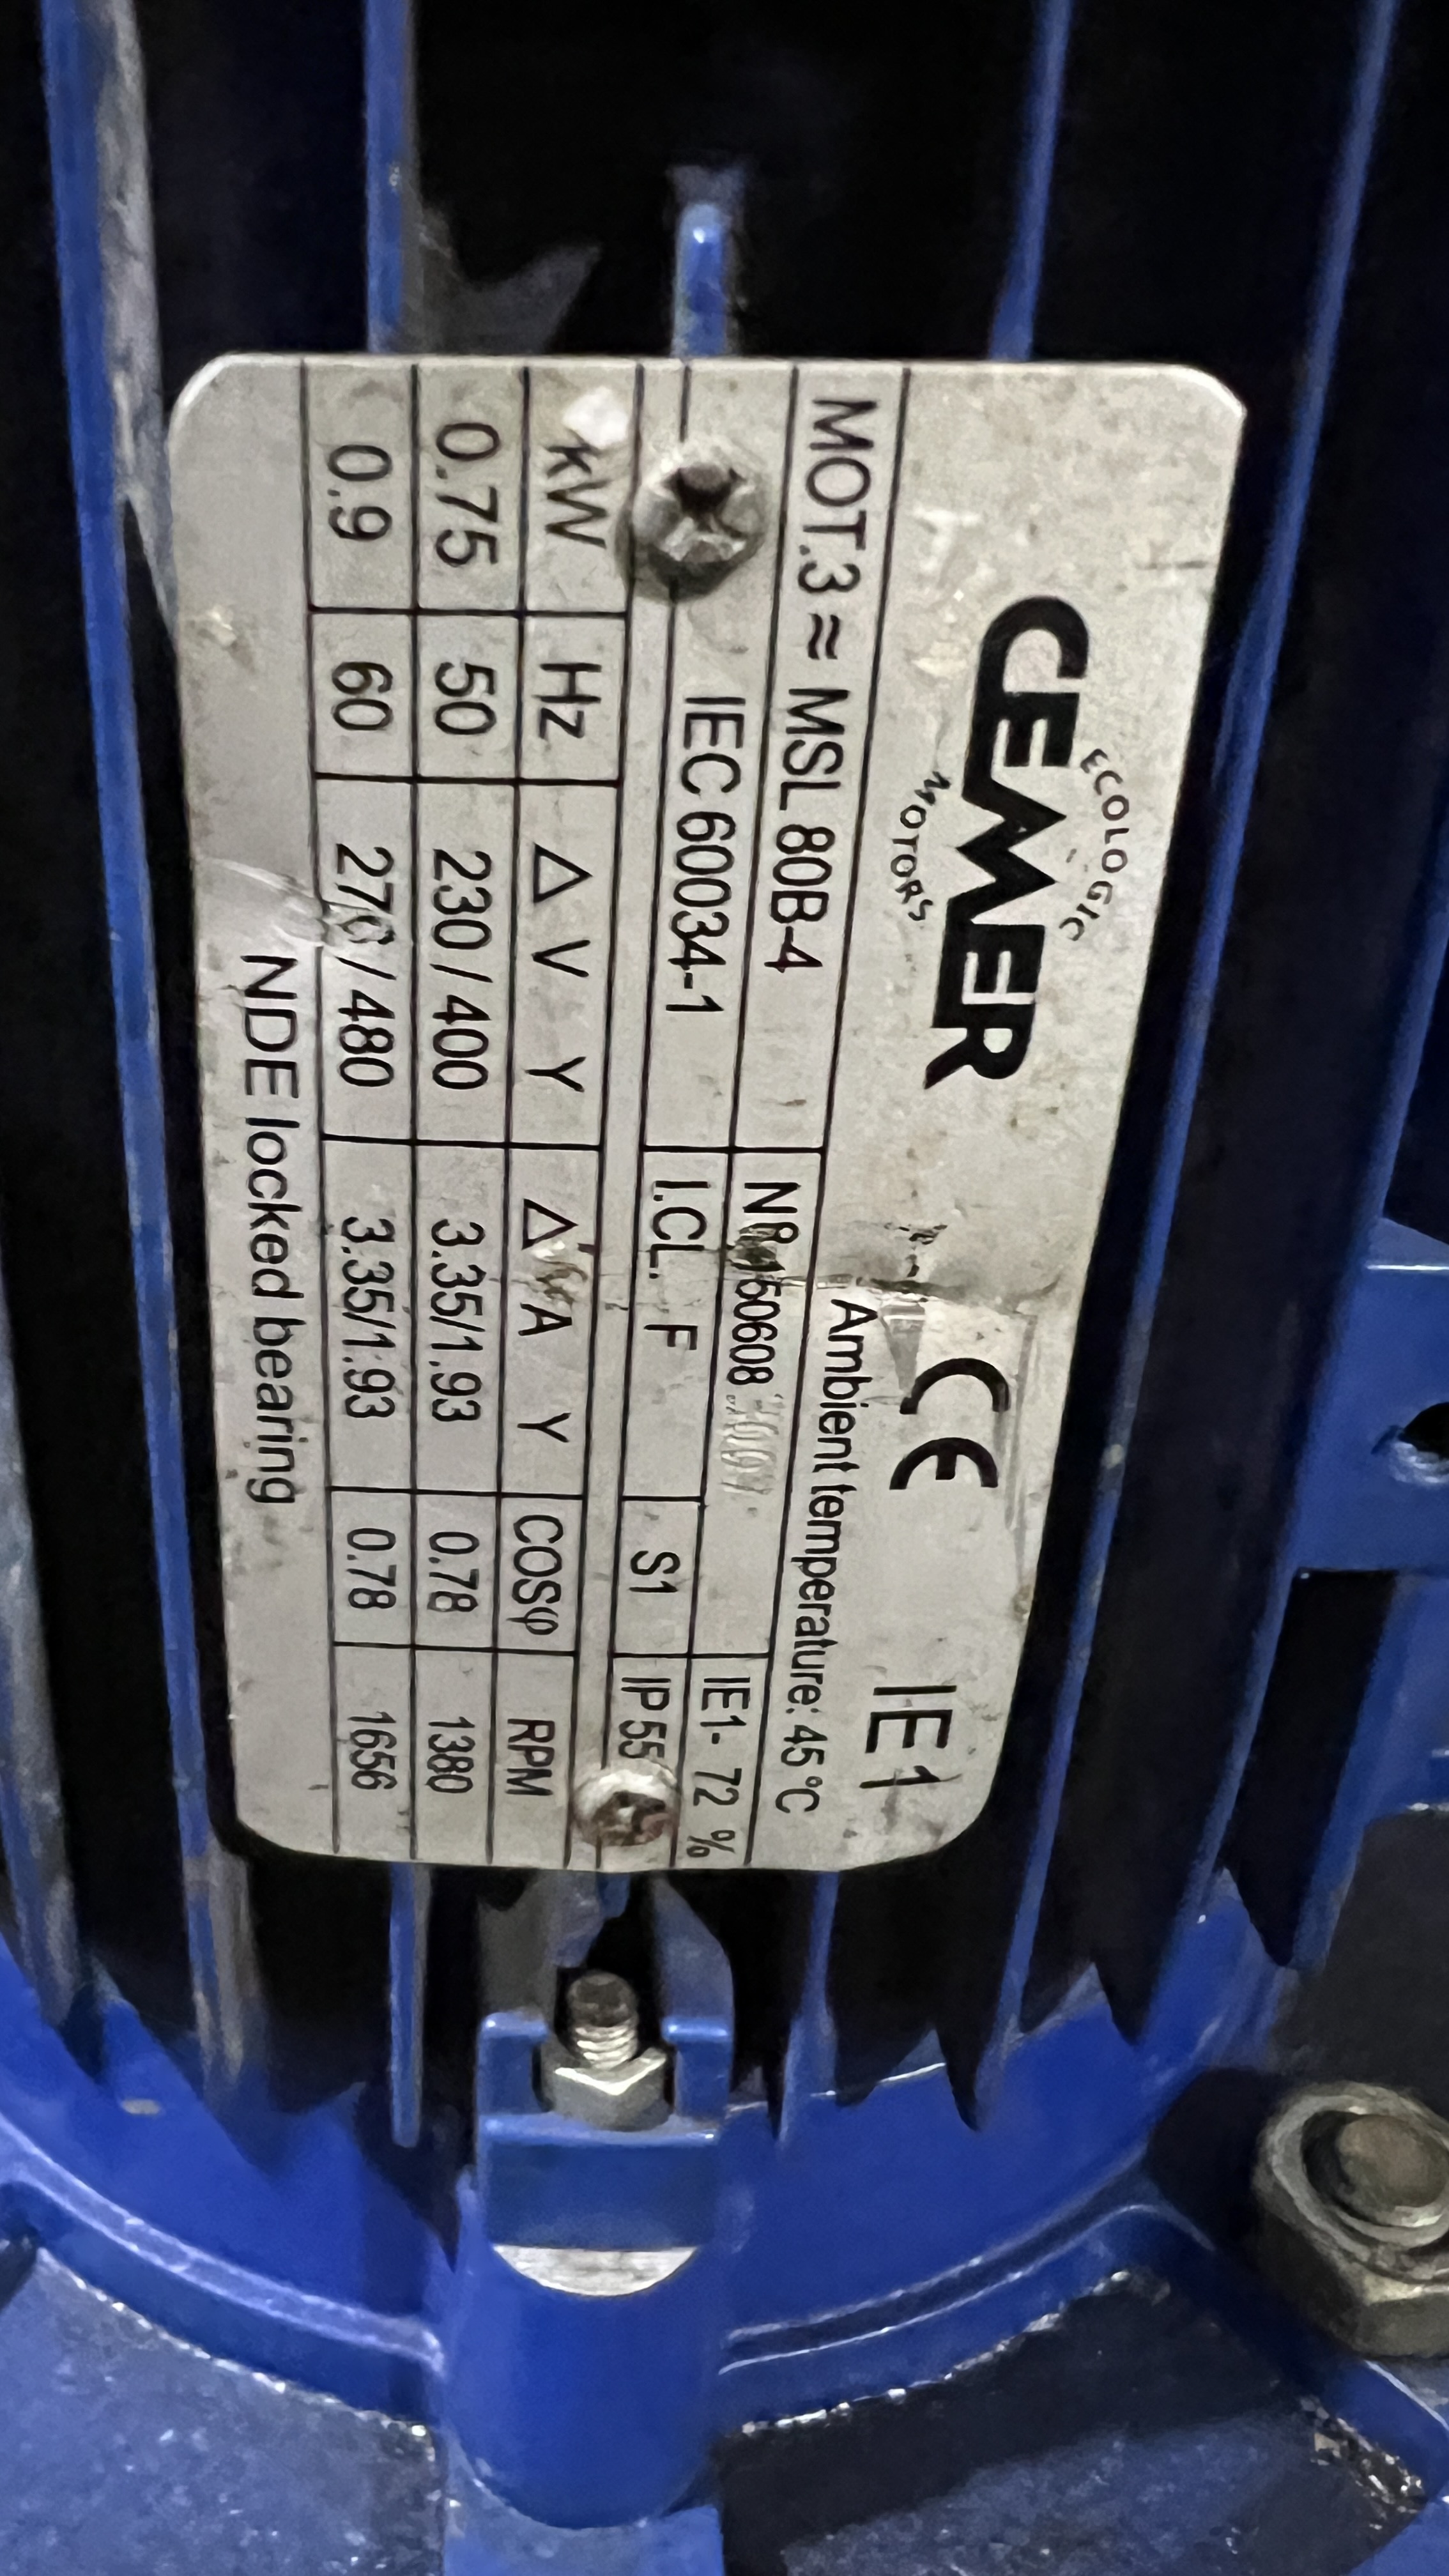 CEMER
ECOLOGIC
MOTORS
CE IE1
Ambient temperature: 45 °C
MOT.3 ≈ MSL 80B-4
IE1- 72 %
IEC 60034-1 I.CL. F S1 IP 55
kW Hz Δ V Y Δ A Y COSφ RPM
0.75 50 230 / 400 3.35/1.93 0.78 1380
0.9 60 / 480 3.35/1.93 0.78 1656
NDE locked bearing